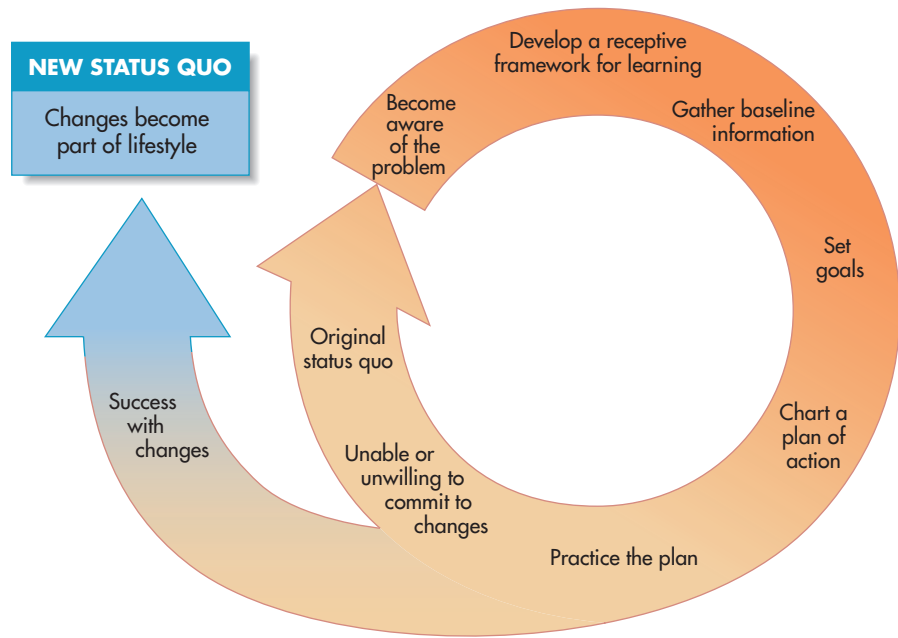 NEW STATUS QUO
Changes become
part of lifestyle
Become
aware
of the
problem
Develop a receptive
framework for learning
Gather baseline
information
Set
goals
Chart a
plan of
action
Practice the plan
Unable or
unwilling to
commit to
changes
Original
status quo
Success
with
changes